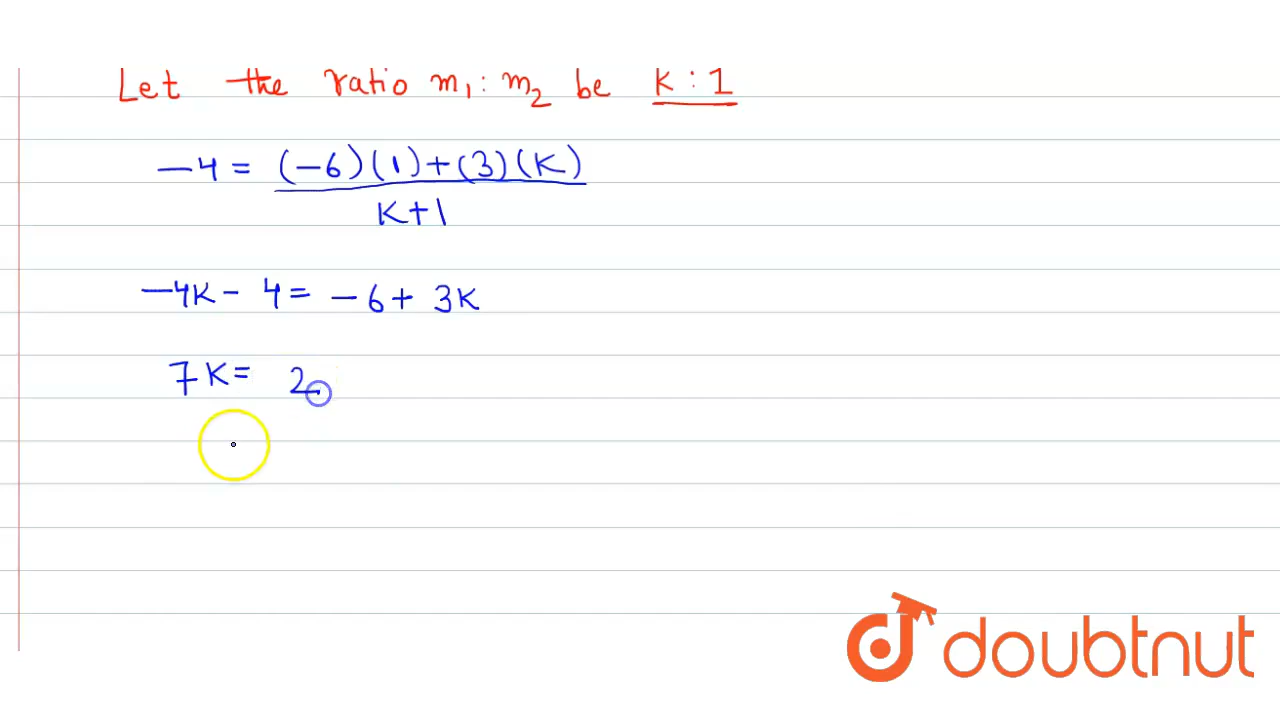 Let the ratio m₁ : m₂ be K : 1
-4 = (-6)(1)+(3)(K)
K+1
-4K - 4 = -6 + 3K
7K = 2
doubtnut